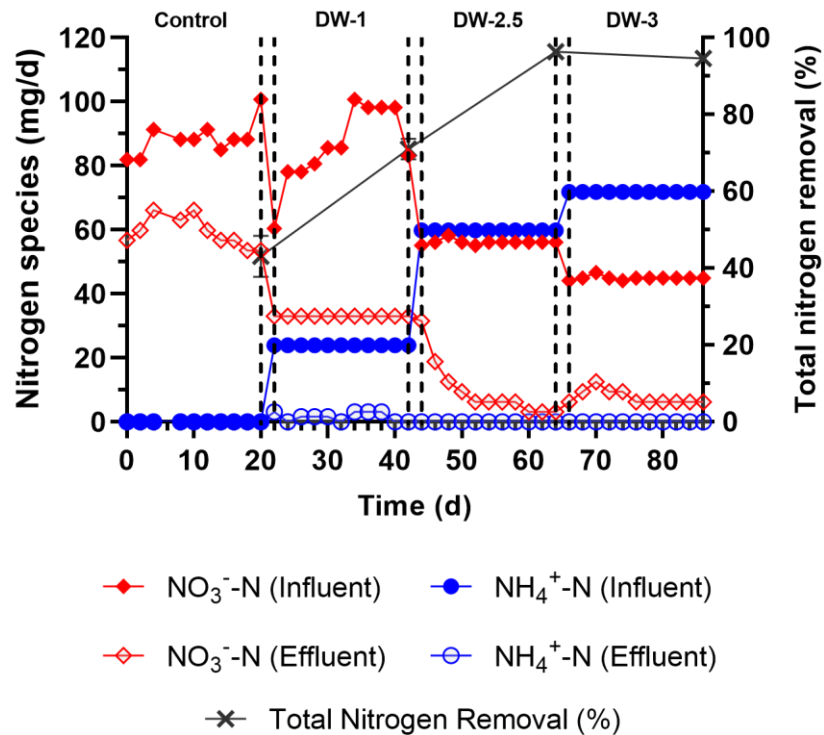 Control DW-1 DW-2.5 DW-3
120 100
100 80
80 60
60 40
40 20
20 0
0
Nitrogen species (mg/d)
Total nitrogen removal (%)
0 20 30 40 50 60 70 80
Time (d)
NO₃⁻-N (Influent) NH₄⁺-N (Influent)
NO₃⁻-N (Effluent) NH₄⁺-N (Effluent)
Total Nitrogen Removal (%)